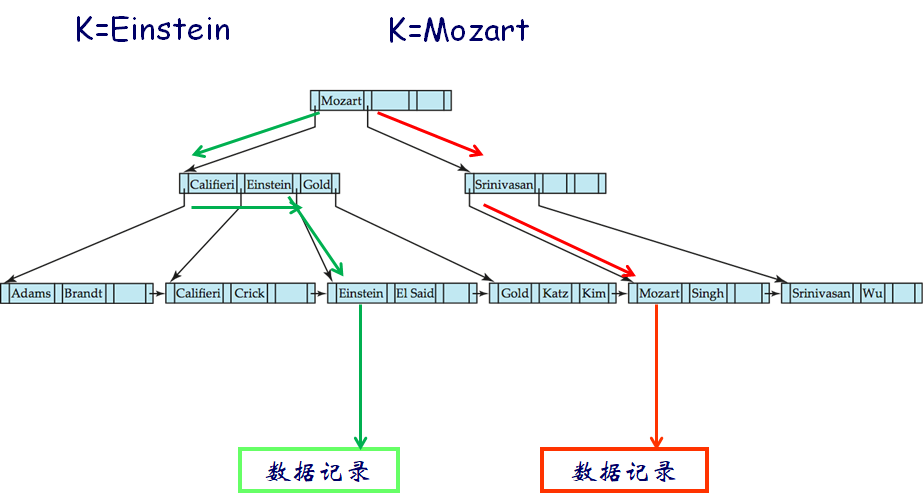 K=Einstein K=Mozart
Mozart
Califieri Einstein Gold Srinivasan
Adams Brandt Califieri Crick Einstein El Said Gold Katz Kim Mozart Singh Srinivasan Wu
数据记录 数据记录